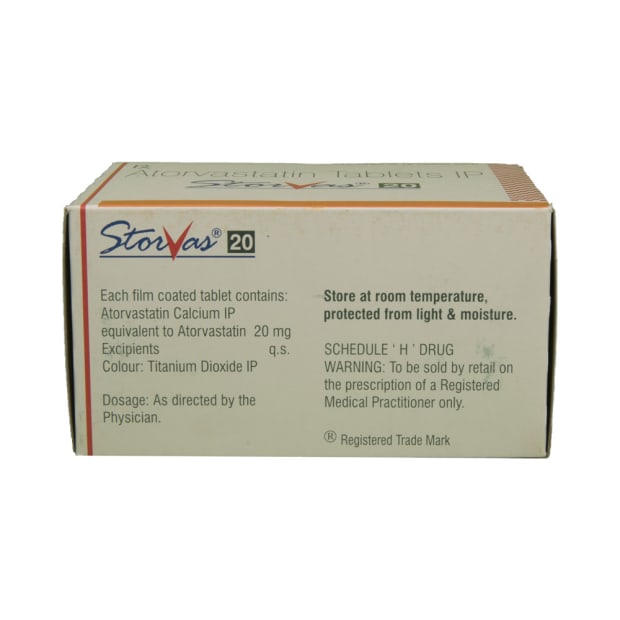 Atorvastatin Tablets IP
StorVas® 20
StorVas® 20
Each film coated tablet contains:
Atorvastatin Calcium IP
equivalent to Atorvastatin 20 mg
Excipients q.s.
Colour: Titanium Dioxide IP
Dosage: As directed by the
Physician.
Store at room temperature,
protected from light & moisture.
SCHEDULE ' H ' DRUG
WARNING: To be sold by retail on
the prescription of a Registered
Medical Practitioner only.
® Registered Trade Mark